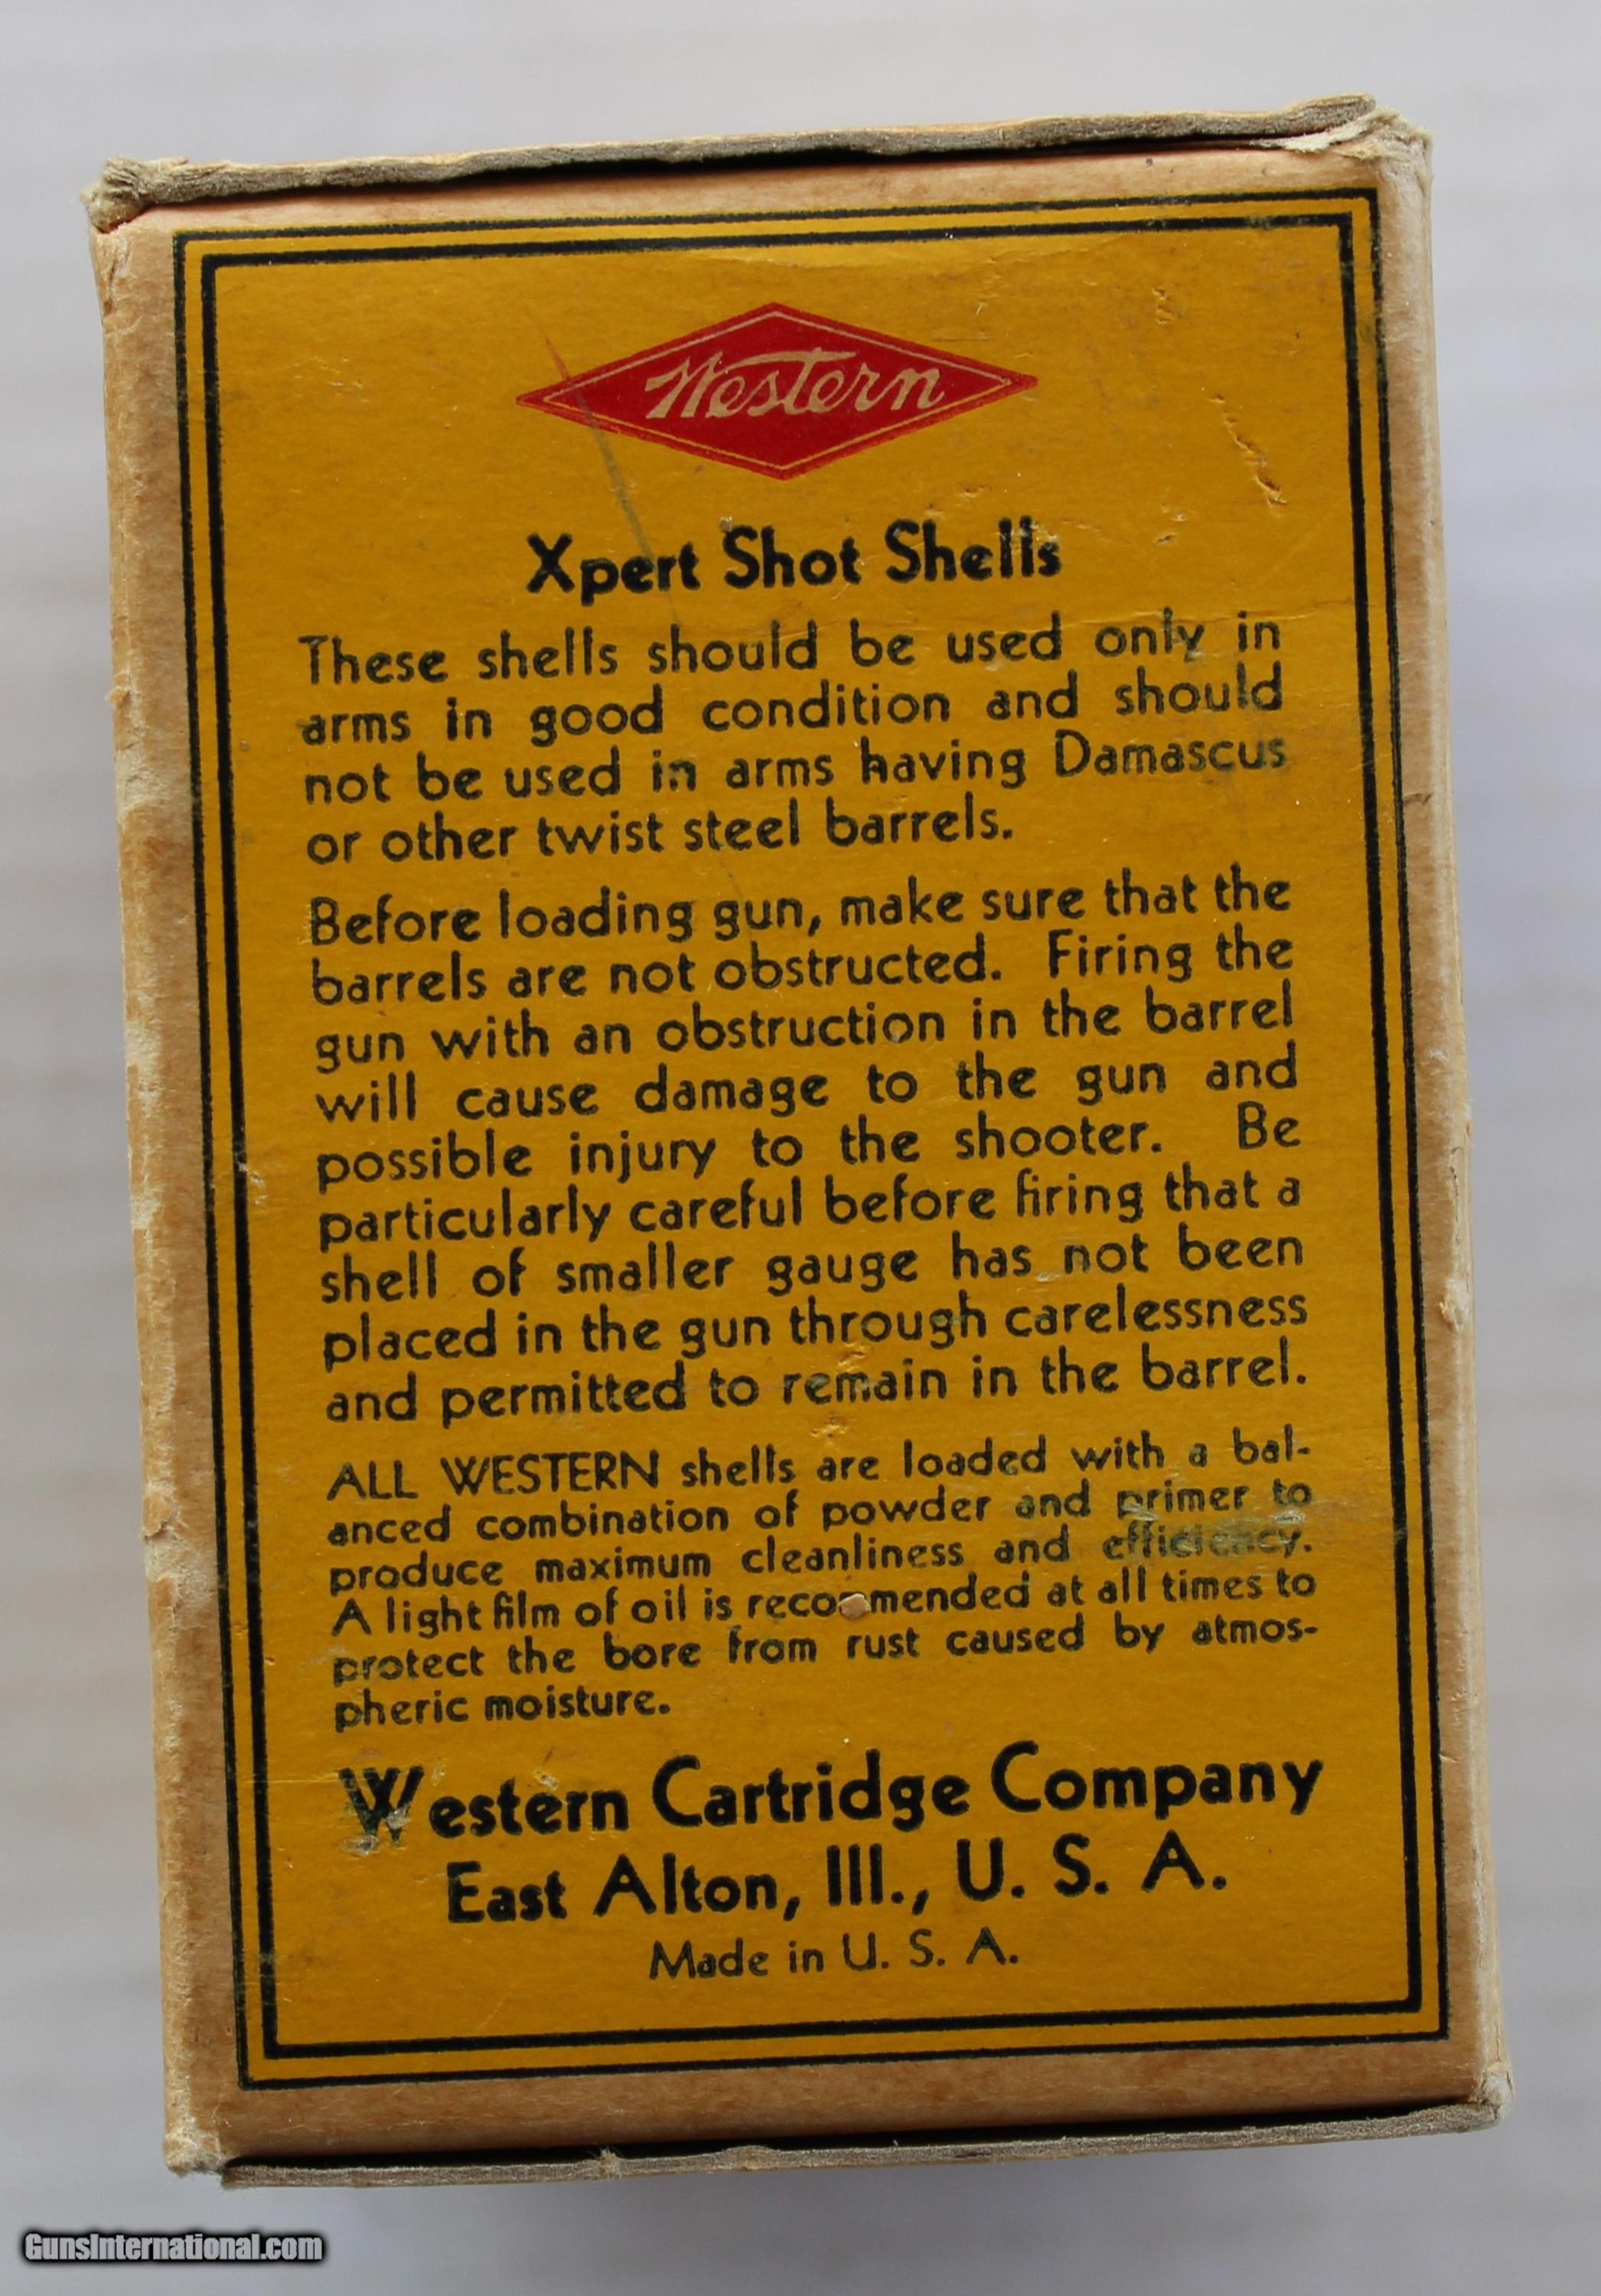 Western
Xpert Shot Shells
These shells should be used only in
arms in good condition and should
not be used in arms having Damascus
or other twist steel barrels.
Before loading gun, make sure that the
barrels are not obstructed. Firing the
gun with an obstruction in the barrel
will cause damage to the gun and
possible injury to the shooter. Be
particularly careful before firing that a
shell of smaller gauge has not been
placed in the gun through carelessness
and permitted to remain in the barrel.
ALL WESTERN shells are loaded with a bal-
anced combination of powder and primer to
produce maximum cleanliness and efficiency.
A light film of oil is recommended at all times to
protect the bore from rust caused by atmos-
pheric moisture.
Western Cartridge Company
East Alton, Ill., U. S. A.
Made in U. S. A.
GunsInternational.com